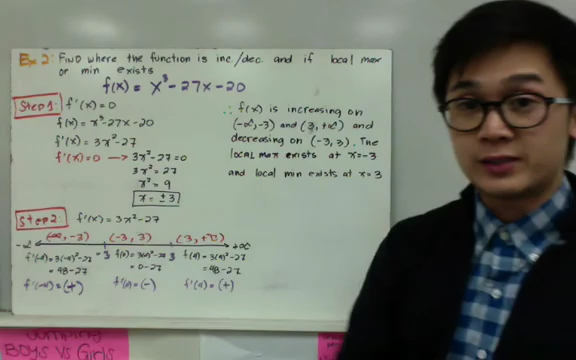 Ex 2: FIND where the function is inc./dec. and if local max
or min exists
f(x) = x³ - 27x - 20
Step 1 f'(x) = 0
f(x) = x³ - 27x - 20
f'(x) = 3x² - 27
f'(x) = 0 → 3x² - 27 = 0
3x² = 27
x² = 9
x = ±3
∴ f(x) is increasing on
(-∞, -3) and (3, +∞) and
decreasing on (-3, 3). The
local max exists at x = -3
and local min exists at x = 3
Step 2 f'(x) = 3x² - 27
(-∞, -3) (-3, 3) (3, +∞)
-∞ -3 3 +∞
f'(-4) = 3(-4)² - 27 f'(0) = 3(0)² - 27 f'(4) = 3(4)² - 27
= 48 - 27 = 0 - 27 = 48 - 27
f'(-4) = (+) f'(0) = (-) f'(4) = (+)
BOYS VS Girls